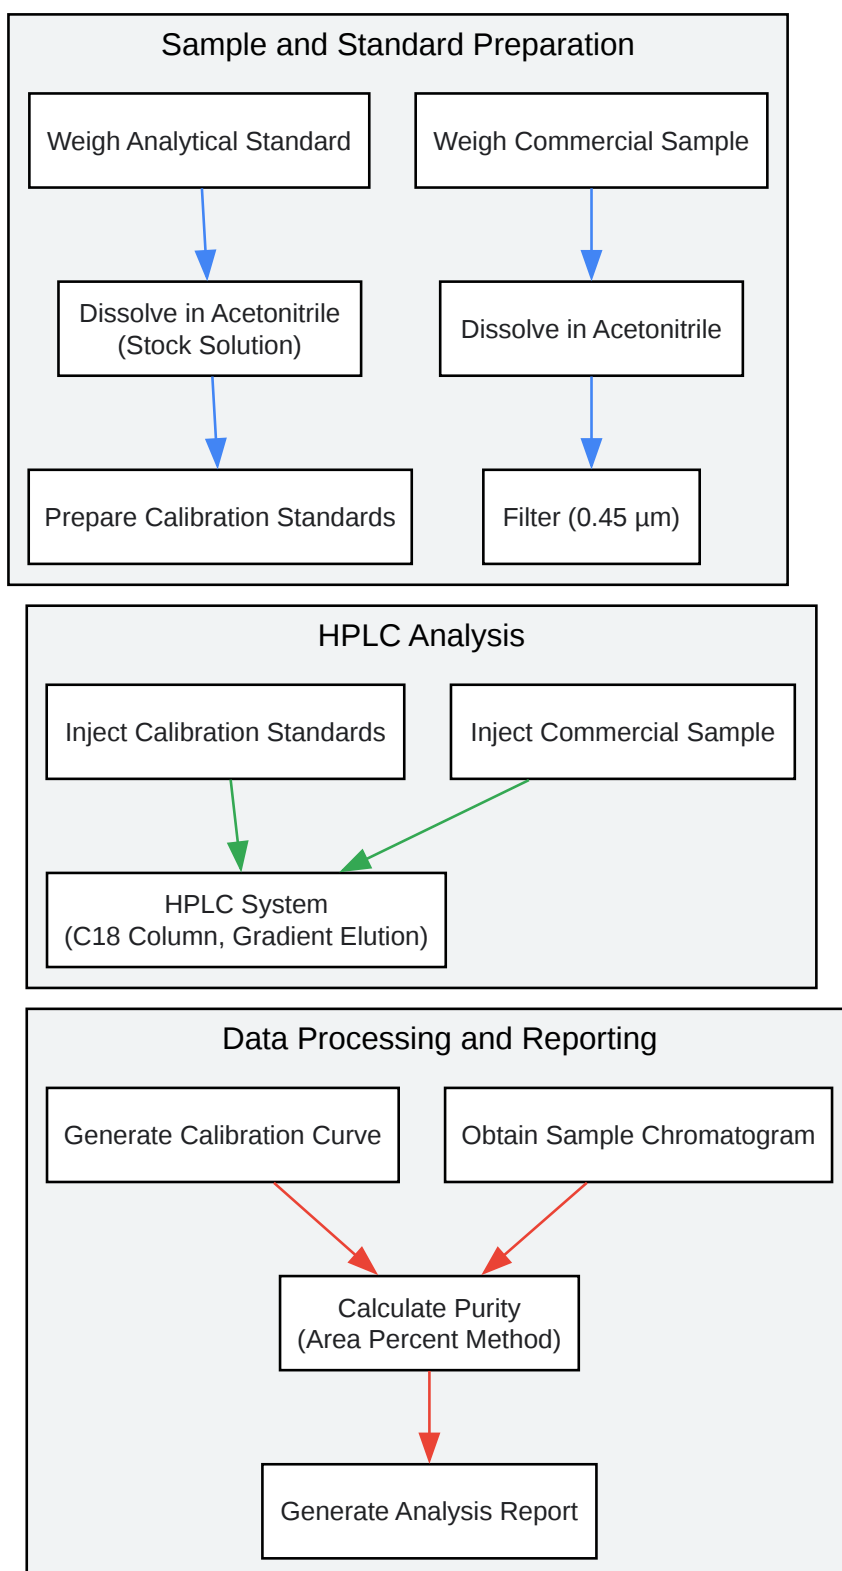 Sample and Standard Preparation
Weigh Analytical Standard
Weigh Commercial Sample
Dissolve in Acetonitrile
(Stock Solution)
Dissolve in Acetonitrile
Prepare Calibration Standards
Filter (0.45 µm)
HPLC Analysis
Inject Calibration Standards
Inject Commercial Sample
HPLC System
(C18 Column, Gradient Elution)
Data Processing and Reporting
Generate Calibration Curve
Obtain Sample Chromatogram
Calculate Purity
(Area Percent Method)
Generate Analysis Report